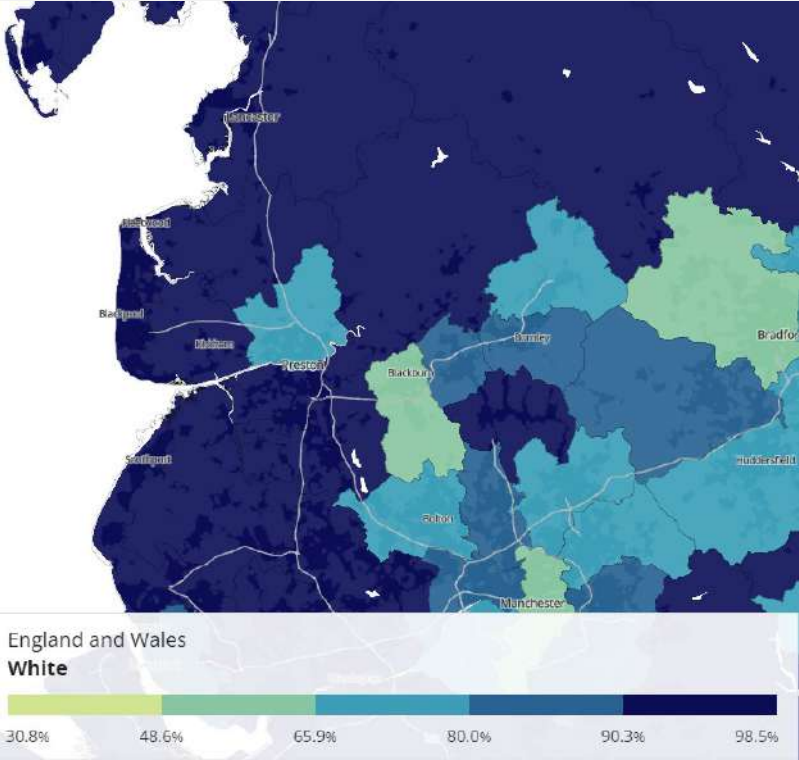 Lancaster
Fleetwood
Blackpool
Kirkham
Preston
Burnley
Bradfor
Blackburn
Southport
Huddersfield
Bolton
Manchester
England and Wales
White
30.8%
48.6%
65.9%
80.0%
90.3%
98.5%